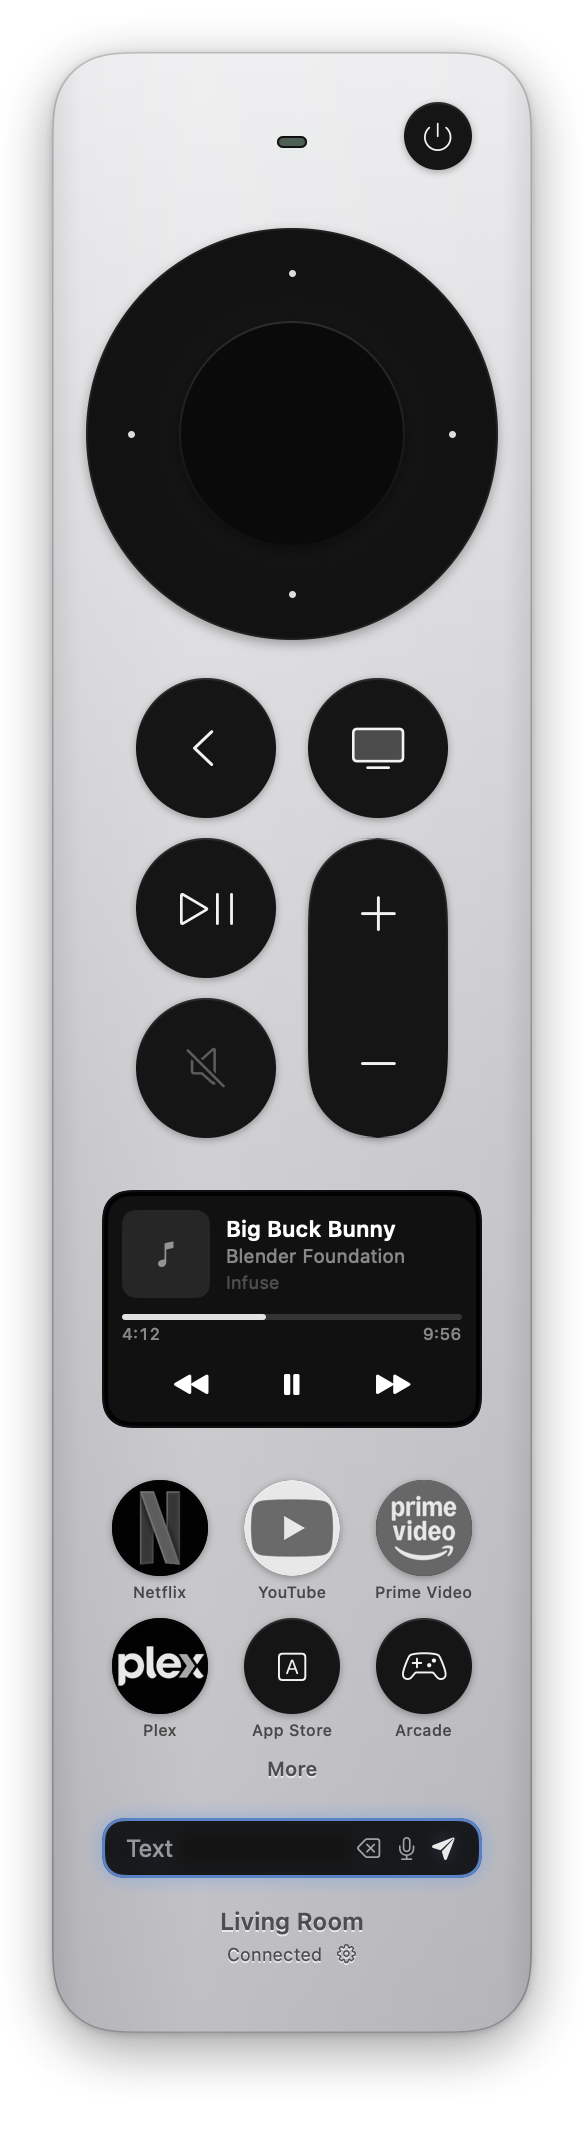 Big Buck Bunny
Blender Foundation
Infuse
4:12 9:56
prime
video
Netflix YouTube Prime Video
plex A
Plex App Store Arcade
More
Text
Living Room
Connected